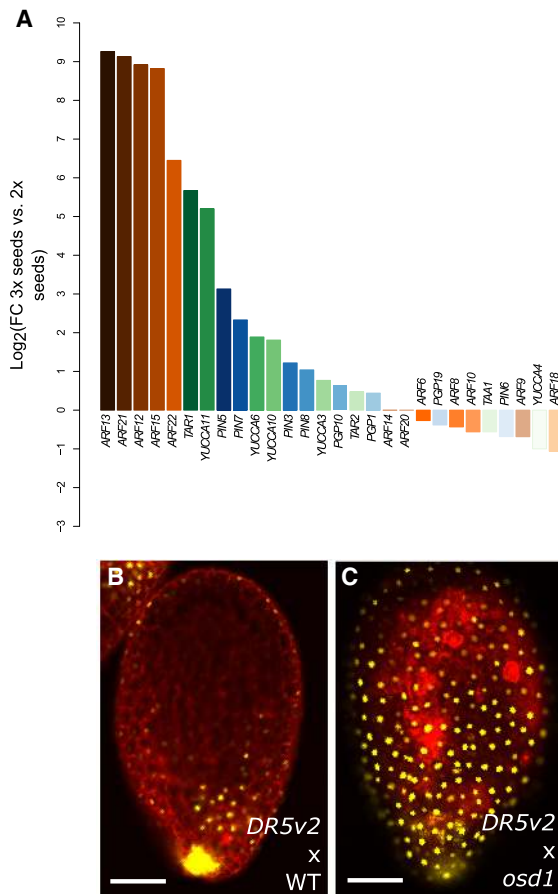 A
Log2(FC 3x seeds vs. 2x
seeds)
10
9
8
7
6
5
4
3
2
1
0
−1
−2
−3
ARF13
ARF21
ARF12
ARF15
ARF22
TAR1
YUCCA11
PIN5
PIN7
YUCCA6
YUCCA10
PIN3
PIN8
YUCCA3
PGP10
TAR2
PGP1
ARF14
ARF20
ARF6
PGP19
ARF8
ARF10
TAA1
PIN6
ARF9
YUCCA4
ARF18
B
DR5v2
x
WT
C
DR5v2
x
osd1